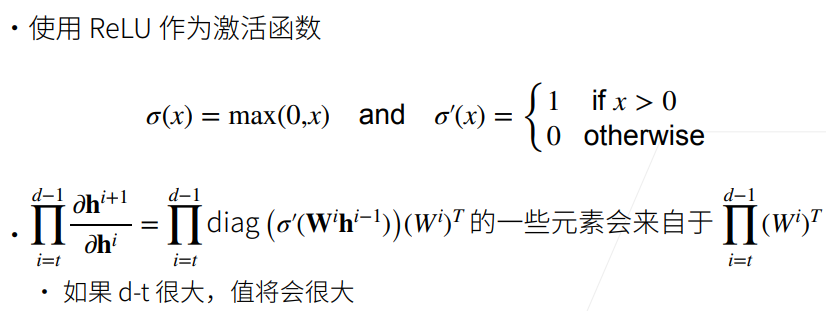 • 使用 ReLU 作为激活函数
σ(x) = max(0,x) and σ′(x) = { 1 if x > 0
0 otherwise
• ∏_{i=t}^{d−1} ∂h^{i+1}/∂h^i = ∏_{i=t}^{d−1} diag (σ′(W^i h^{i−1})) (W^i)^T 的一些元素会来自于 ∏_{i=t}^{d−1} (W^i)^T
• 如果 d-t 很大，值将会很大